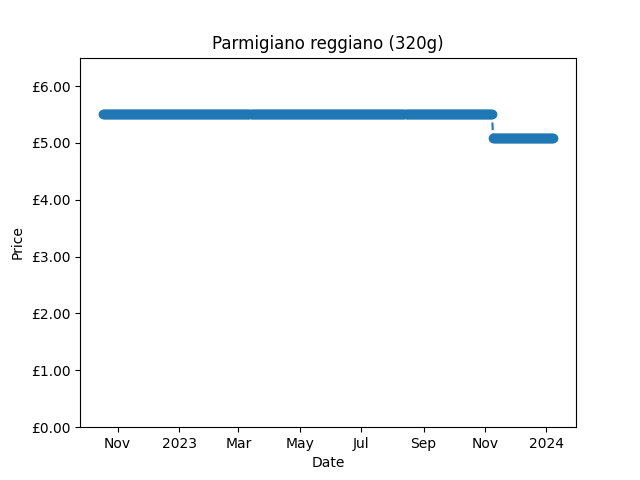 Parmigiano reggiano (320g)
£6.00
£5.00
£4.00
£3.00
£2.00
£1.00
£0.00
Price
Nov 2023 Mar May Jul Sep Nov 2024
Date